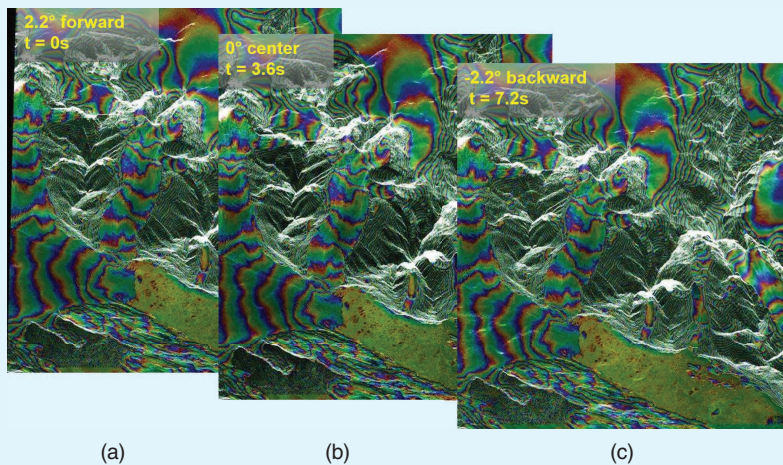 2.2° forward
t = 0s
0° center
t = 3.6s
-2.2° backward
t = 7.2s
(a)
(b)
(c)